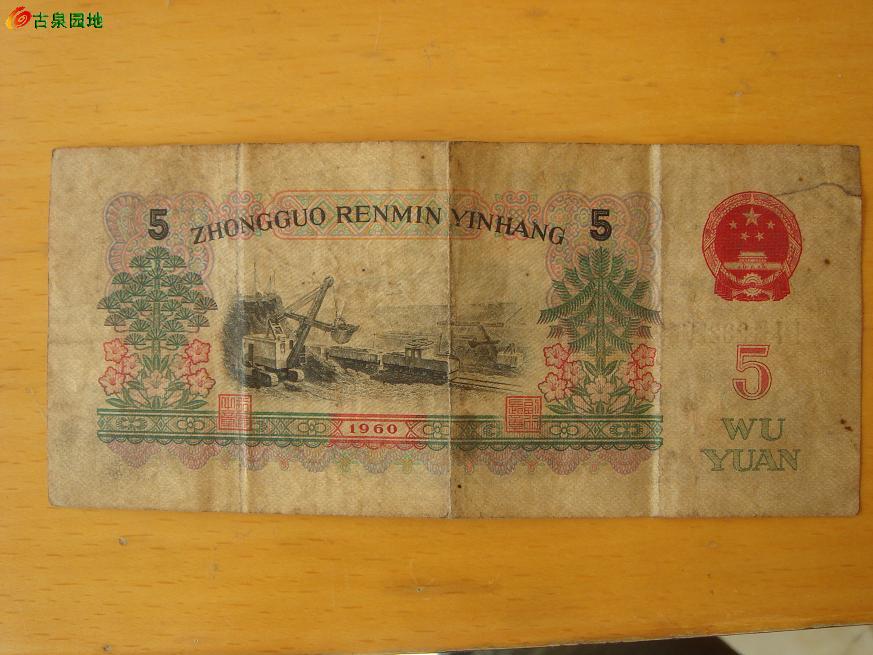 古泉园地
5 ZHONGGUO RENMIN YINHANG 5
1960
5
WU
YUAN